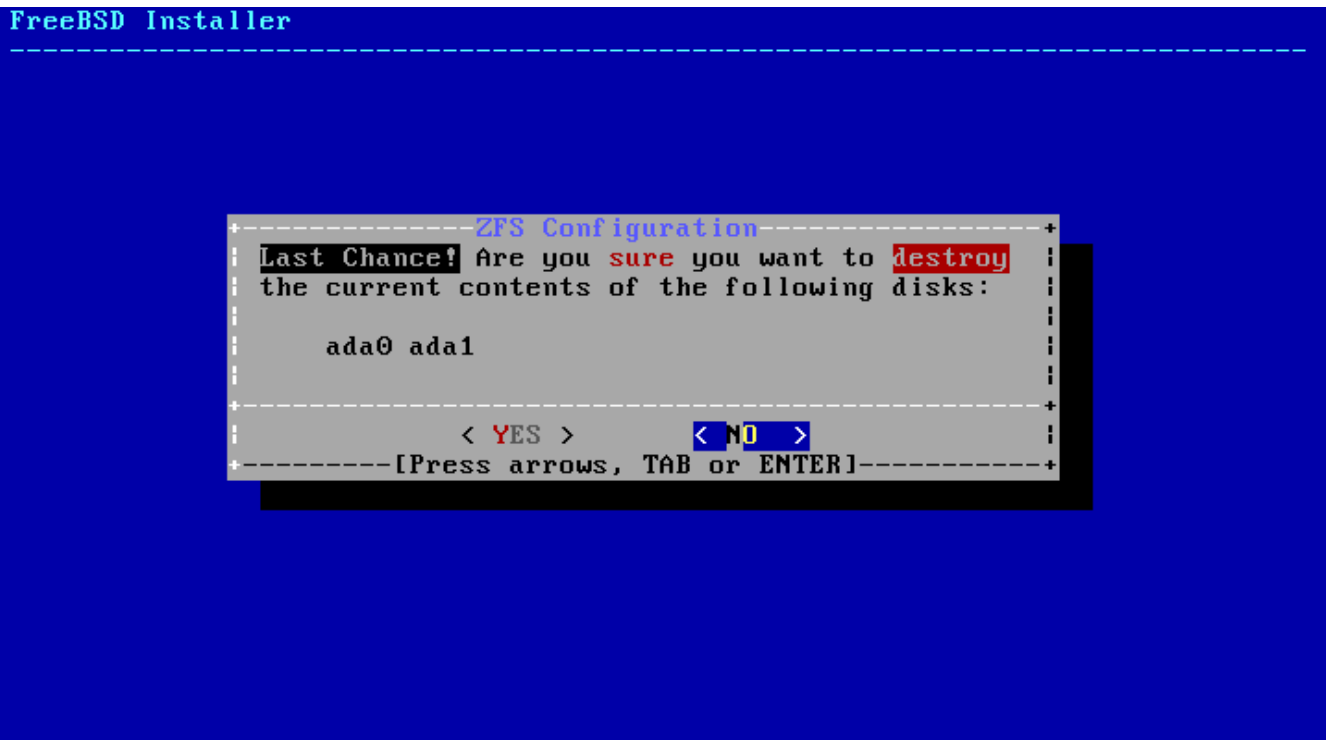 FreeBSD Installer
ZFS Configuration
Last Chance! Are you sure you want to destroy
the current contents of the following disks:
ada0 ada1
< YES > < NO >
[Press arrows, TAB or ENTER]